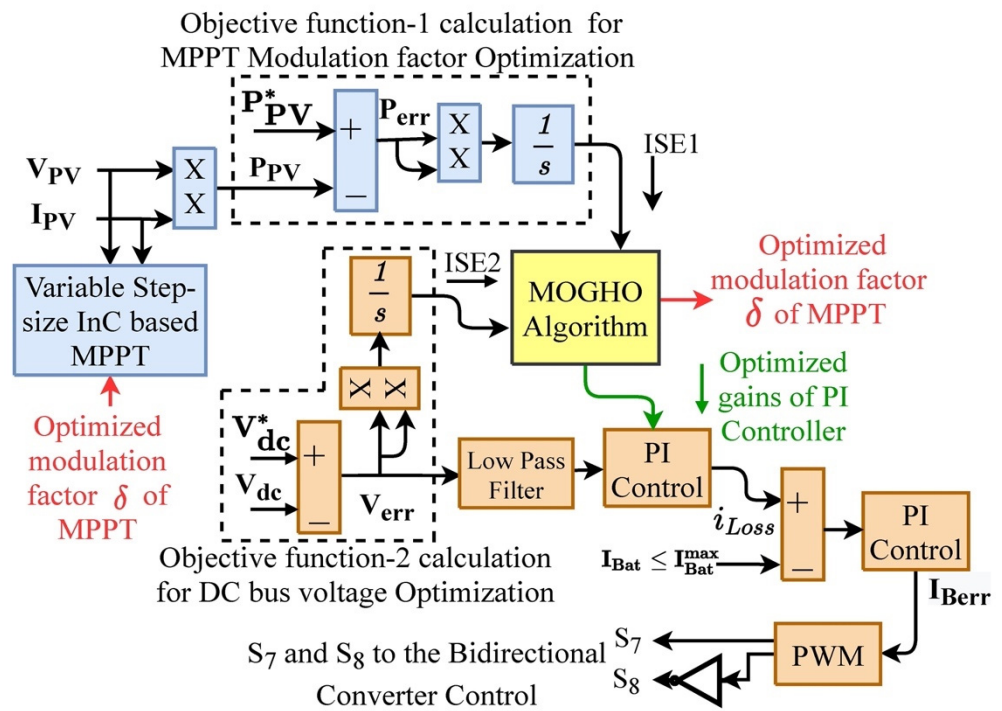 Objective function-1 calculation for
MPPT Modulation factor Optimization
P*PV
+
Perr
X
X
1
s
ISE1
VPV
X
X
PPV
−
IPV
Variable Step-
size InC based
MPPT
1
s
ISE2
MOGHO
Algorithm
Optimized
modulation factor
δ of MPPT
X X
Optimized
gains of PI
Controller
Optimized
modulation
factor δ of
MPPT
V*dc
+
Vdc
−
Verr
Low Pass
Filter
PI
Control
iLoss
+
−
PI
Control
IBat ≤ ImaxBat
IBerr
Objective function-2 calculation
for DC bus voltage Optimization
S7 and S8 to the Bidirectional
Converter Control
S7
S8
PWM